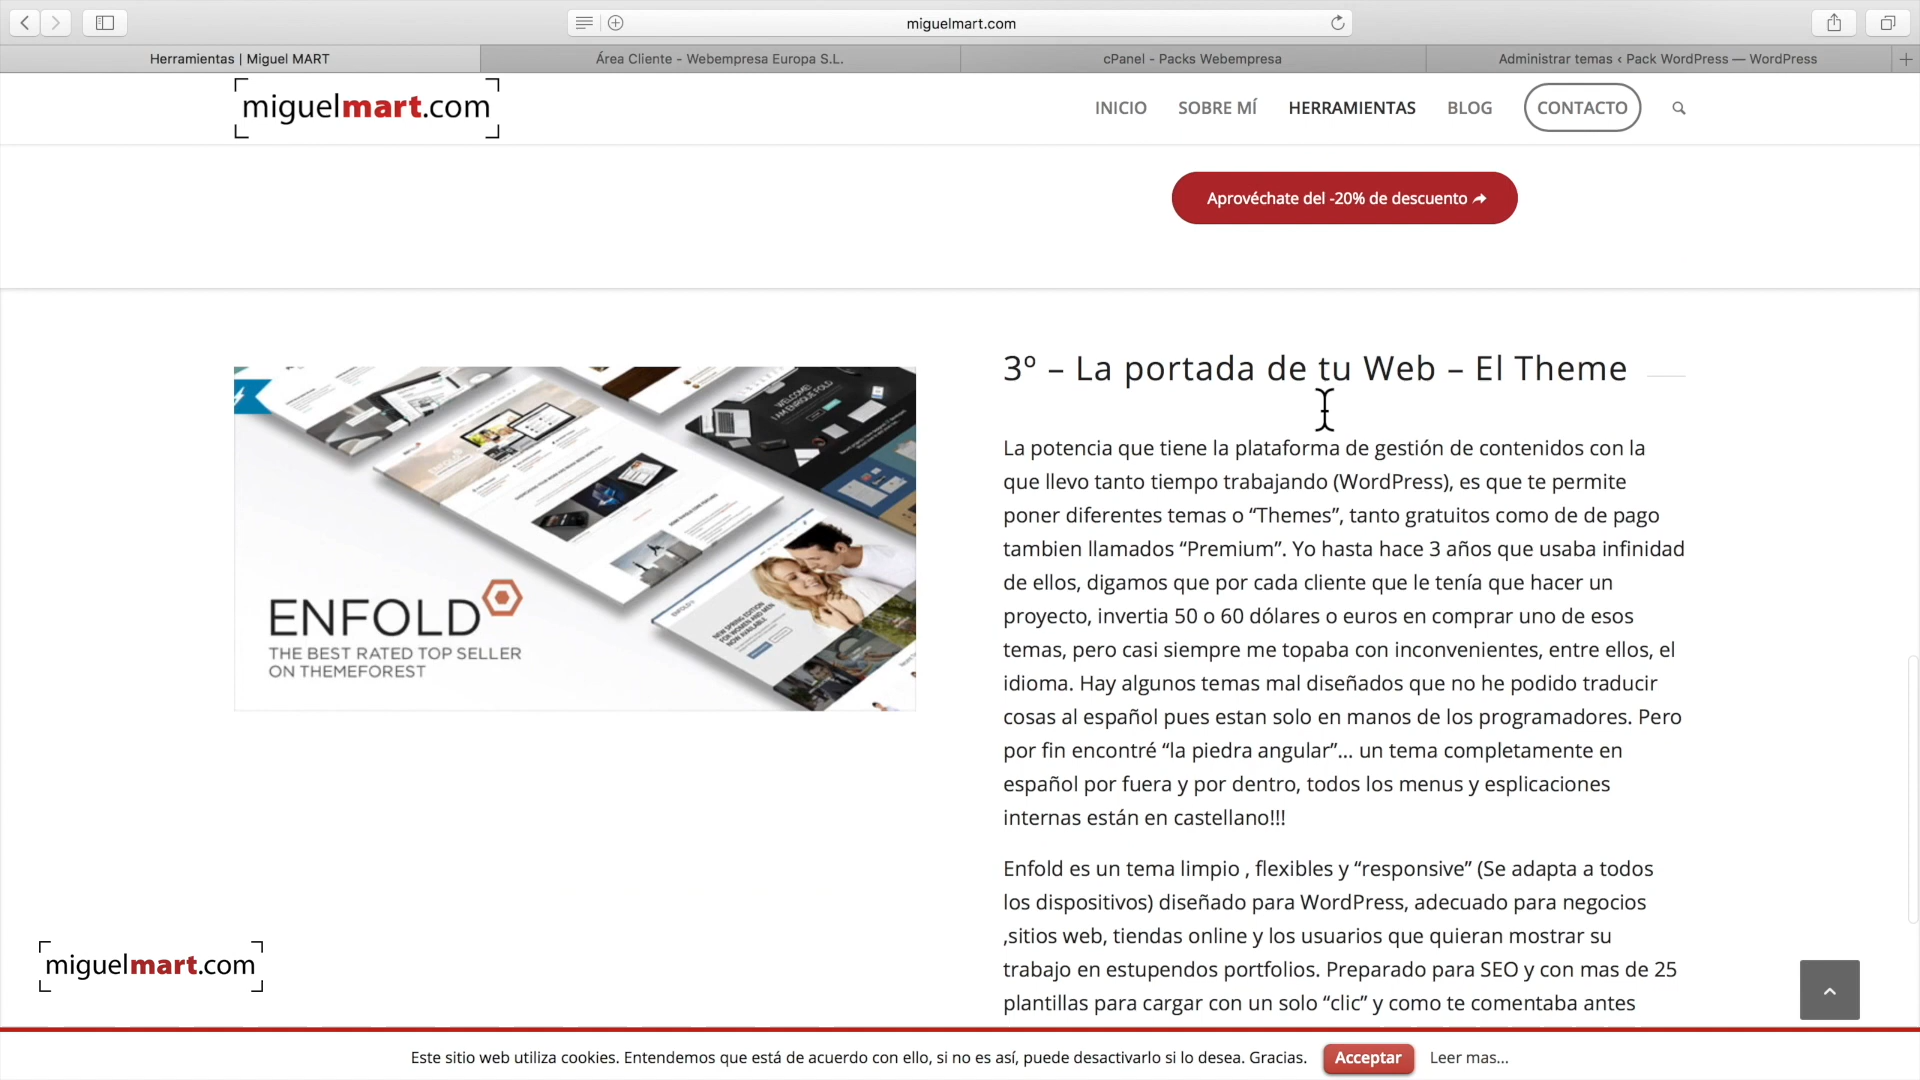 miguelmart.com
Herramientas | Miguel MART
Área Cliente - Webempresa Europa S.L.
cPanel - Packs Webempresa
Administrar temas ‹ Pack WordPress — WordPress
miguelmart.com
INICIO
SOBRE MÍ
HERRAMIENTAS
BLOG
CONTACTO
Aprovéchate del -20% de descuento
ENFOLD
THE BEST RATED TOP SELLER
ON THEMEFOREST
3º – La portada de tu Web – El Theme
La potencia que tiene la plataforma de gestión de contenidos con la
que llevo tanto tiempo trabajando (WordPress), es que te permite
poner diferentes temas o “Themes”, tanto gratuitos como de de pago
tambien llamados “Premium”. Yo hasta hace 3 años que usaba infinidad
de ellos, digamos que por cada cliente que le tenía que hacer un
proyecto, invertia 50 o 60 dólares o euros en comprar uno de esos
temas, pero casi siempre me topaba con inconvenientes, entre ellos, el
idioma. Hay algunos temas mal diseñados que no he podido traducir
cosas al español pues estan solo en manos de los programadores. Pero
por fin encontré “la piedra angular”... un tema completamente en
español por fuera y por dentro, todos los menus y esplicaciones
internas están en castellano!!!
Enfold es un tema limpio , flexibles y “responsive” (Se adapta a todos
los dispositivos) diseñado para WordPress, adecuado para negocios
,sitios web, tiendas online y los usuarios que quieran mostrar su
trabajo en estupendos portfolios. Preparado para SEO y con mas de 25
plantillas para cargar con un solo “clic” y como te comentaba antes
miguelmart.com
Este sitio web utiliza cookies. Entendemos que está de acuerdo con ello, si no es así, puede desactivarlo si lo desea. Gracias.
Acceptar
Leer mas...